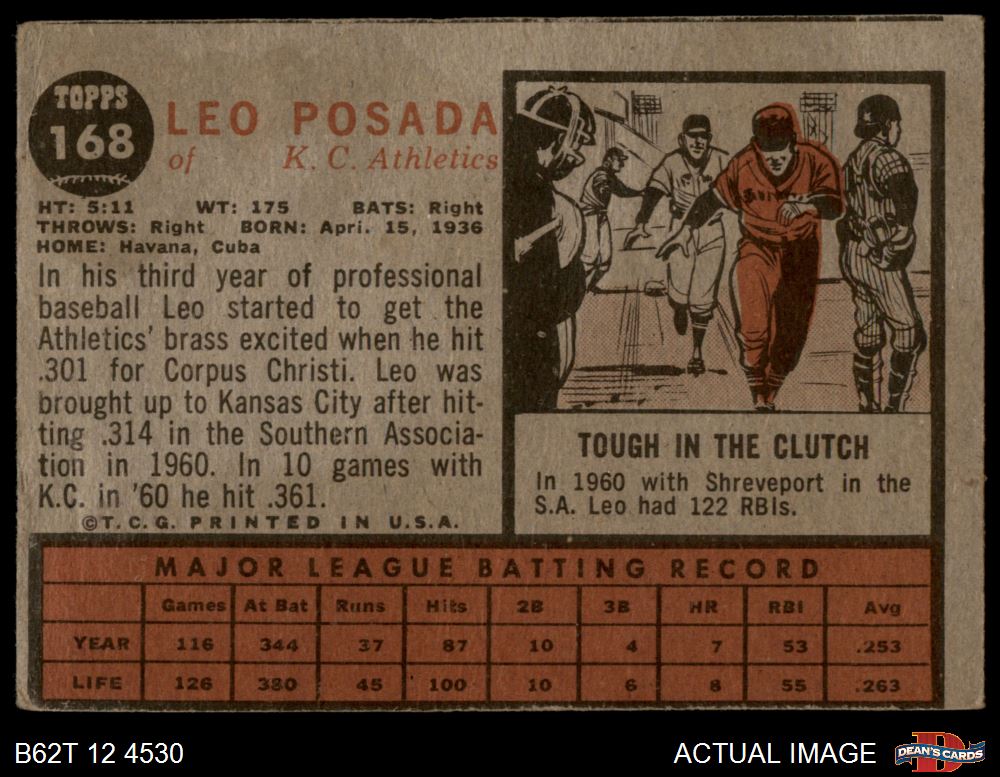 TOPPS
168
LEO POSADA
of K. C. Athletics
HT: 5:11 WT: 175 BATS: Right
THROWS: Right BORN: Apri. 15, 1936
HOME: Havana, Cuba
In his third year of professional
baseball Leo started to get the
Athletics' brass excited when he hit
.301 for Corpus Christi. Leo was
brought up to Kansas City after hit-
ting .314 in the Southern Associa-
tion in 1960. In 10 games with
K.C. in '60 he hit .361.
©T.C.G. PRINTED IN U.S.A.
TOUGH IN THE CLUTCH
In 1960 with Shreveport in the
S.A. Leo had 122 RBIs.
MAJOR LEAGUE BATTING RECORD
Games At Bat Runs Hits 2B 3B HR RBI Avg
YEAR 116 344 37 87 10 4 7 53 .253
LIFE 126 380 45 100 10 6 8 55 .263
B62T 12 4530
ACTUAL IMAGE
D
DEAN'S CARDS